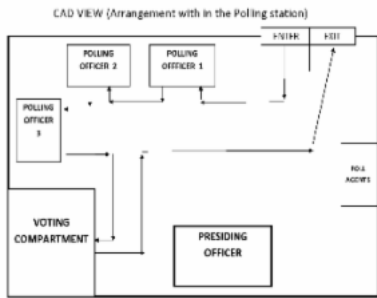 CAD VIEW (Arrangement with in the Polling station)
ENTER
EXIT
POLLING
OFFICER 2
POLLING
OFFFICER 1
POLLING
OFFICER
3
POLL
AGENTS
VOTING
COMPARTMENT
PRESIDING
OFFICER